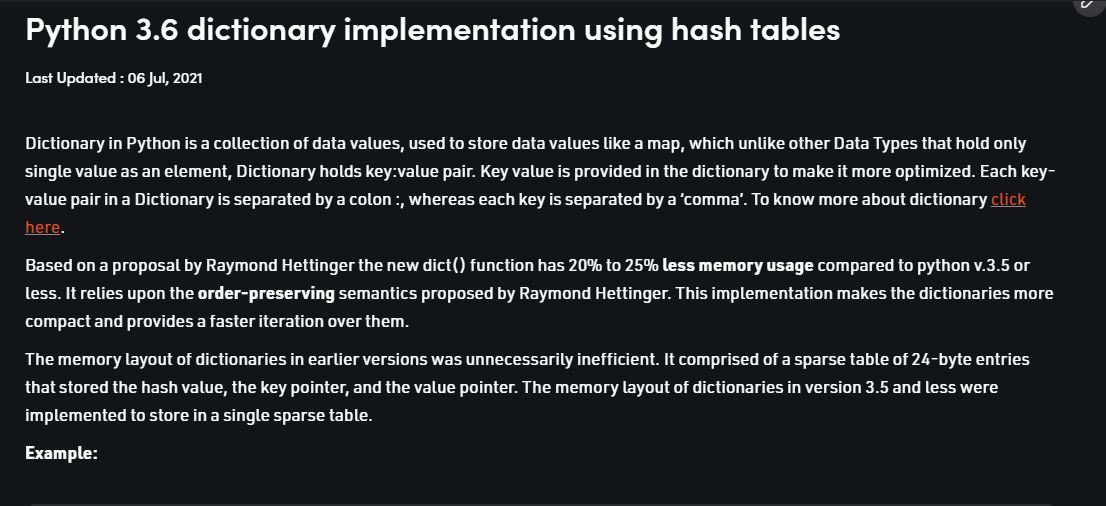 Python 3.6 dictionary implementation using hash tables
Last Updated : 06 Jul, 2021
Dictionary in Python is a collection of data values, used to store data values like a map, which unlike other Data Types that hold only
single value as an element, Dictionary holds key:value pair. Key value is provided in the dictionary to make it more optimized. Each key-
value pair in a Dictionary is separated by a colon :, whereas each key is separated by a ‘comma’. To know more about dictionary click
here.
Based on a proposal by Raymond Hettinger the new dict() function has 20% to 25% less memory usage compared to python v.3.5 or
less. It relies upon the order-preserving semantics proposed by Raymond Hettinger. This implementation makes the dictionaries more
compact and provides a faster iteration over them.
The memory layout of dictionaries in earlier versions was unnecessarily inefficient. It comprised of a sparse table of 24-byte entries
that stored the hash value, the key pointer, and the value pointer. The memory layout of dictionaries in version 3.5 and less were
implemented to store in a single sparse table.
Example: